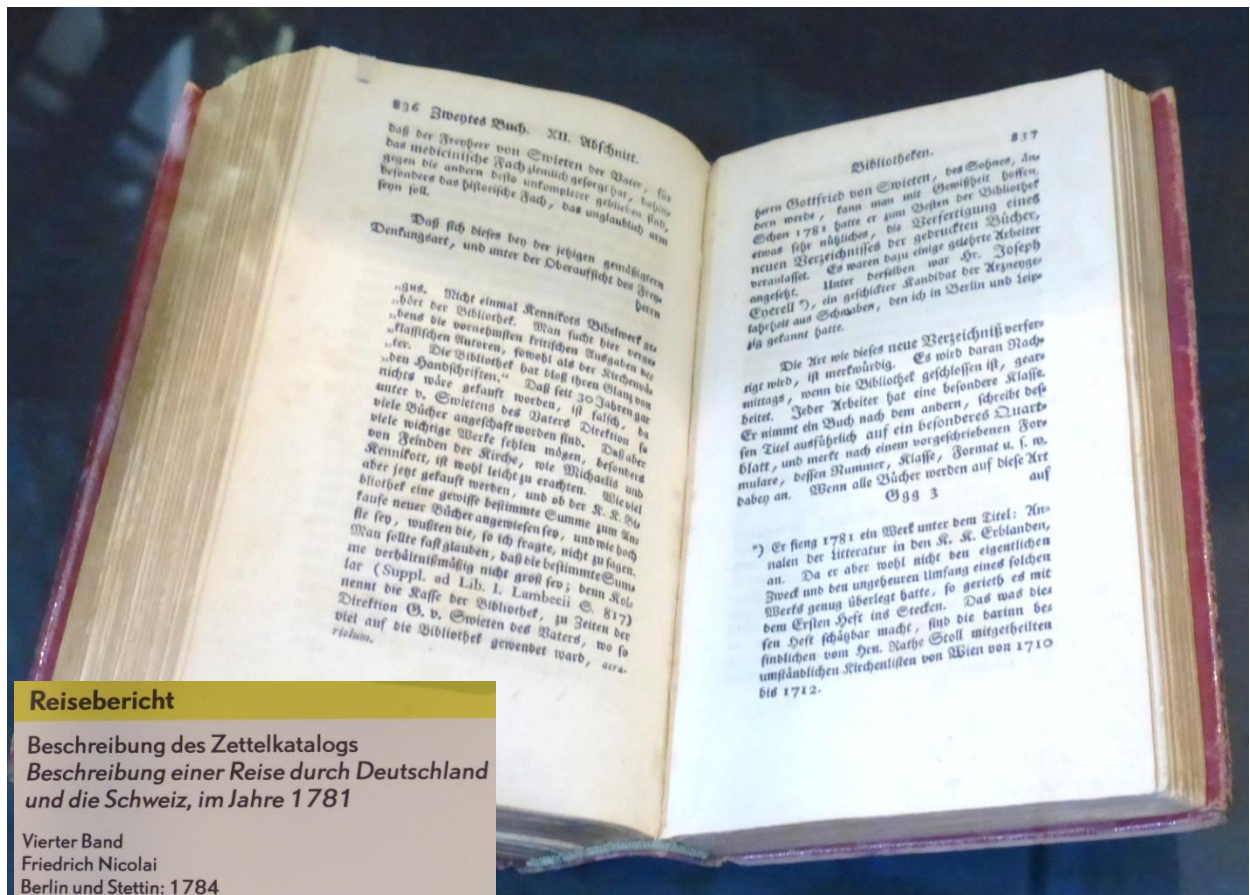 836 Zweytes Buch. XII. Abschnitt.
daß der Freyherr von Swieten der Vater, für
das medicinische Fach ziemlich gesorgt hat, dahin-
gegen die andern desto unkompleter geblieben sind,
besonders das historische Fach, das unglaublich arm
seyn soll.
Daß sich dieses bey der jetzigen gemäßigtern
Denkungsart, und unter der Oberaufsicht des Frey-
herrn
„gus. Nicht einmal Kennikots Bibelwerk ge-
„hört der Bibliothek. Man sucht hier verge-
„bens die vornehmsten kritischen Ausgaben der
„klassischen Autoren, sowohl als der Kirchenvä-
„ter. Die Bibliothek hat bloß ihren Glanz von
„den Handschriften.“ Daß seit 30 Jahren gar
nichts wäre gekauft worden, ist falsch, da
unter v. Swietens des Vaters Direktion so
viele Bücher angeschaft worden sind. Daß aber
viele wichtige Werke fehlen mögen, besonders
von Feinden der Kirche, wie Michaelis und
Kennikott, ist wohl leicht zu erachten. Wie viel
aber jetzt gekauft werden, und ob der K. K. Bi-
bliothek eine gewisse bestimmte Summe zum An-
kaufe neuer Bücher angewiesen sey, und wie hoch
sie sey, wußten die, so ich fragte, nicht zu sagen.
Man sollte fast glauben, daß die bestimmte Sum-
me verhältnißmäßig nicht groß sey; denn Kol-
lar (Suppl. ad Lib. I. Lambecii S. 817)
nennt die Kasse der Bibliothek, zu Zeiten der
Direktion G. v. Swieten des Vaters, wo so
viel auf die Bibliothek gewendet ward, aera-
riolum.
Bibliotheken. 837
herrn Gottfried von Swieten, des Sohnes, än-
dern werde, kann man mit Gewißheit hoffen.
Schon 1781 hatte er zum Besten der Bibliothek
etwas sehr nützliches, die Verfertigung eines
neuen Verzeichnisses der gedruckten Bücher,
veranlasset. Es waren dazu einige gelehrte Arbeiter
angesetzt. Unter derselben war Hr. Joseph
Eyerell *), ein geschickter Kandidat der Arzneyge-
lahrheit aus Schwaben, den ich in Berlin und Leip-
zig gekannt hatte.
Die Art wie dieses neue Verzeichniß verfer-
tigt wird, ist merkwürdig. Es wird daran Nach-
mittags, wenn die Bibliothek geschlossen ist, gear-
beitet. Jeder Arbeiter hat eine besondere Klasse.
Er nimmt ein Buch nach dem andern, schreibt des-
sen Titel ausführlich auf ein besonderes Quart-
blatt, und merkt nach einem vorgeschriebenen For-
mulare, dessen Nummer, Klasse, Format u. s. w.
dabey an. Wenn alle Bücher werden auf diese Art
Ggg 3 auf
*) Er fieng 1781 ein Werk unter dem Titel: An-
nalen der Litteratur in den K. K. Erblanden,
an. Da er aber wohl nicht den eigentlichen
Zweck und den ungeheuren Umfang eines solchen
Werks genug überlegt hatte, so gerieth es mit
dem Ersten Heft ins Stecken. Das was die-
sen Heft schätzbar macht, sind die darinn be-
findlichen vom Hrn. Rathe Stoll mitgetheilten
umständlichen Kirchenlisten von Wien von 1710
bis 1712.
Reisebericht
Beschreibung des Zettelkatalogs
Beschreibung einer Reise durch Deutschland
und die Schweiz, im Jahre 1781
Vierter Band
Friedrich Nicolai
Berlin und Stettin: 1784